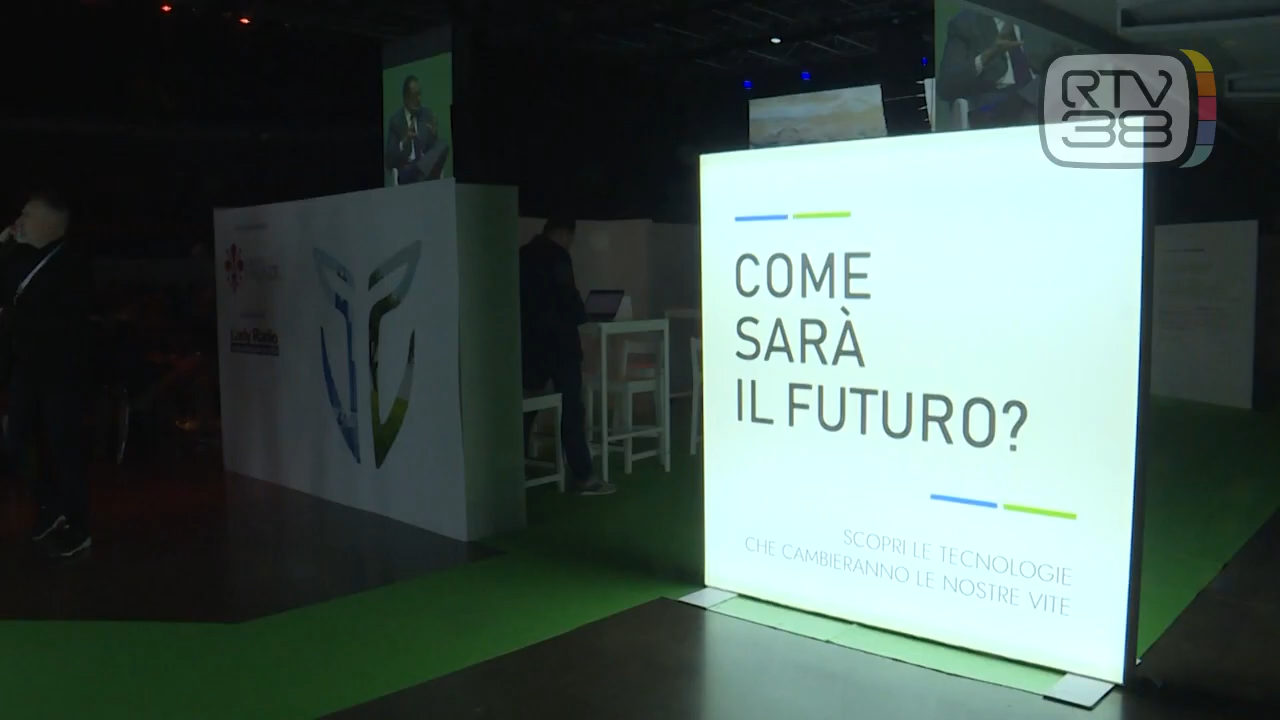 RTV
38
COME
SARÀ
IL FUTURO?
SCOPRI LE TECNOLOGIE
CHE CAMBIERANNO LE NOSTRE VITE
Lady Radio